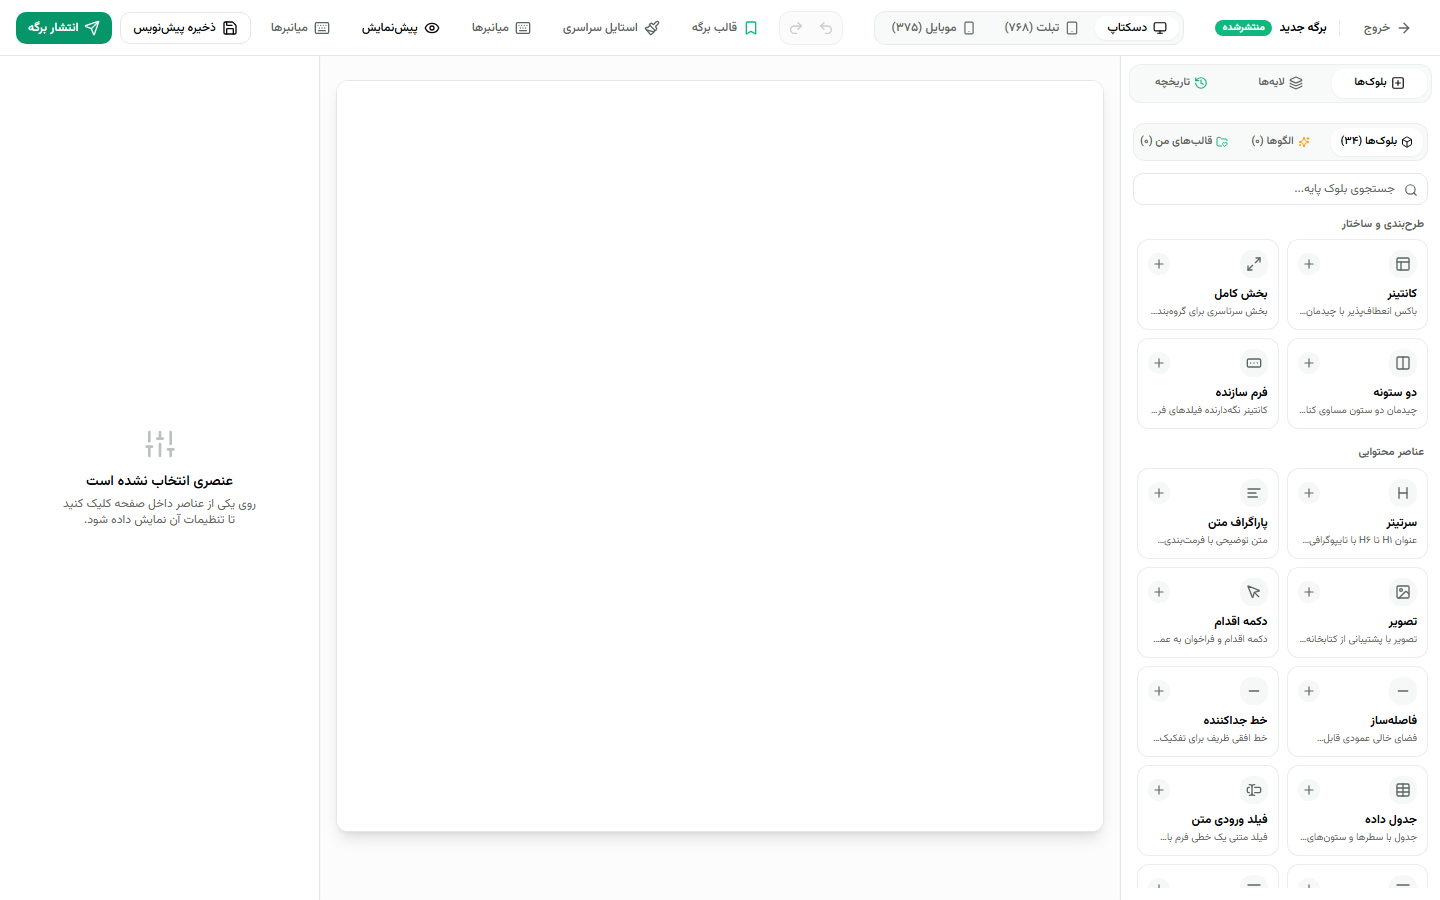 خروج
برگه جدید
منتشرشده
دسکتاپ
تبلت (۷۶۸)
موبایل (۳۷۵)
قالب برگه
استایل سراسری
میانبرها
پیش‌نمایش
میانبرها
ذخیره پیش‌نویس
انتشار برگه
بلوک‌ها
لایه‌ها
تاریخچه
بلوک‌ها (۳۴)
الگوها (۰)
قالب‌های من (۰)
جستجوی بلوک پایه...
طرح‌بندی و ساختار
کانتینر
باکس انعطاف‌پذیر با چیدمان...
بخش کامل
بخش سرتاسری برای گروه‌بند...
دو ستونه
چیدمان دو ستون مساوی کنا...
فرم سازنده
کانتینر نگه‌دارنده فیلدهای فر...
عناصر محتوایی
سرتیتر
عنوان H۱ تا H۶ با تایپوگرافی...
پاراگراف متن
متن توضیحی با فرمت‌بندی...
تصویر
تصویر با پشتیبانی از کتابخانه...
دکمه اقدام
دکمه اقدام و فراخوان به عمـ...
فاصله‌ساز
فضای خالی عمودی قابل...
خط جداکننده
خط افقی ظریف برای تفکیک...
جدول داده
جدول با سطرها و ستون‌های...
فیلد ورودی متن
فیلد متنی یک خطی فرم با...
عنصری انتخاب نشده است
روی یکی از عناصر داخل صفحه کلیک کنید
تا تنظیمات آن نمایش داده شود.